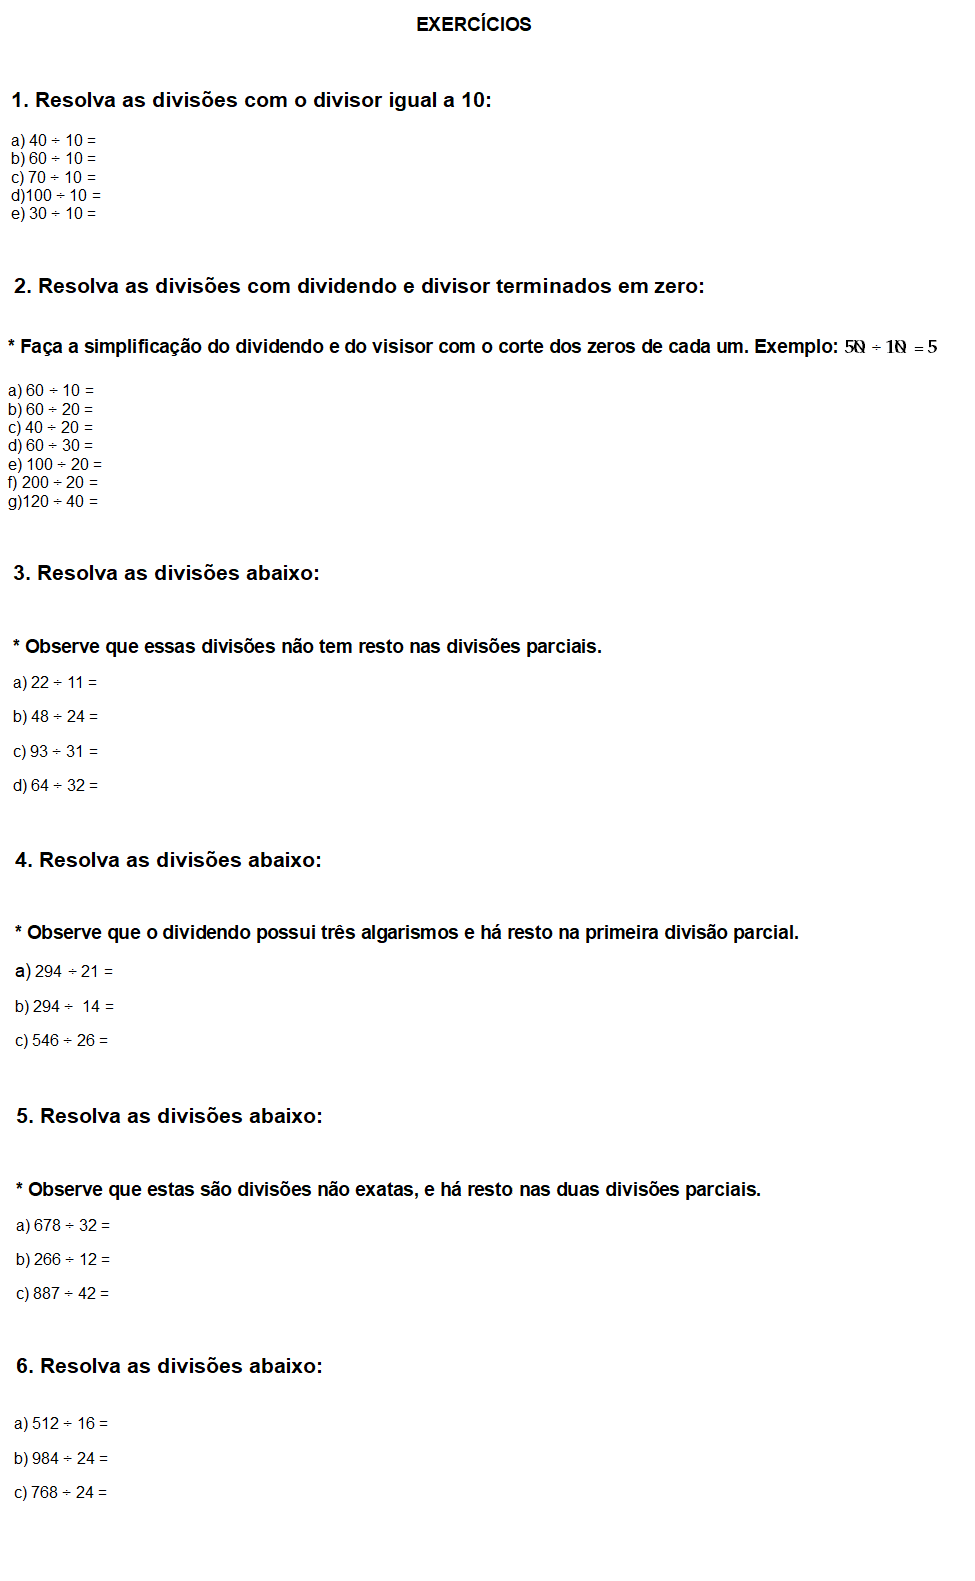 EXERCÍCIOS
1. Resolva as divisões com o divisor igual a 10:
a) 40 ÷ 10 =
b) 60 ÷ 10 =
c) 70 ÷ 10 =
d)100 ÷ 10 =
e) 30 ÷ 10 =
2. Resolva as divisões com dividendo e divisor terminados em zero:
* Faça a simplificação do dividendo e do visisor com o corte dos zeros de cada um. Exemplo: 50 ÷ 10 = 5
a) 60 ÷ 10 =
b) 60 ÷ 20 =
c) 40 ÷ 20 =
d) 60 ÷ 30 =
e) 100 ÷ 20 =
f) 200 ÷ 20 =
g)120 ÷ 40 =
3. Resolva as divisões abaixo:
* Observe que essas divisões não tem resto nas divisões parciais.
a) 22 ÷ 11 =
b) 48 ÷ 24 =
c) 93 ÷ 31 =
d) 64 ÷ 32 =
4. Resolva as divisões abaixo:
* Observe que o dividendo possui três algarismos e há resto na primeira divisão parcial.
a) 294 ÷ 21 =
b) 294 ÷ 14 =
c) 546 ÷ 26 =
5. Resolva as divisões abaixo:
* Observe que estas são divisões não exatas, e há resto nas duas divisões parciais.
a) 678 ÷ 32 =
b) 266 ÷ 12 =
c) 887 ÷ 42 =
6. Resolva as divisões abaixo:
a) 512 ÷ 16 =
b) 984 ÷ 24 =
c) 768 ÷ 24 =